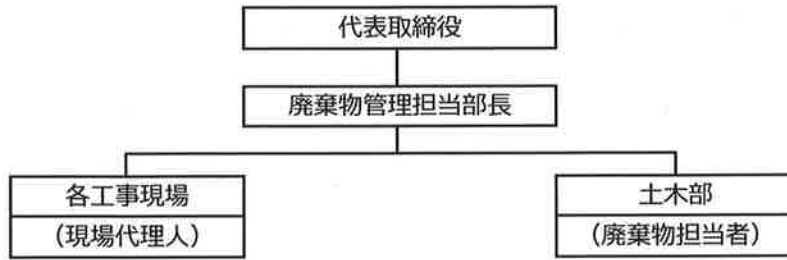 代表取締役
廃棄物管理担当部長
各工事現場
(現場代理人)
土木部
(廃棄物担当者)